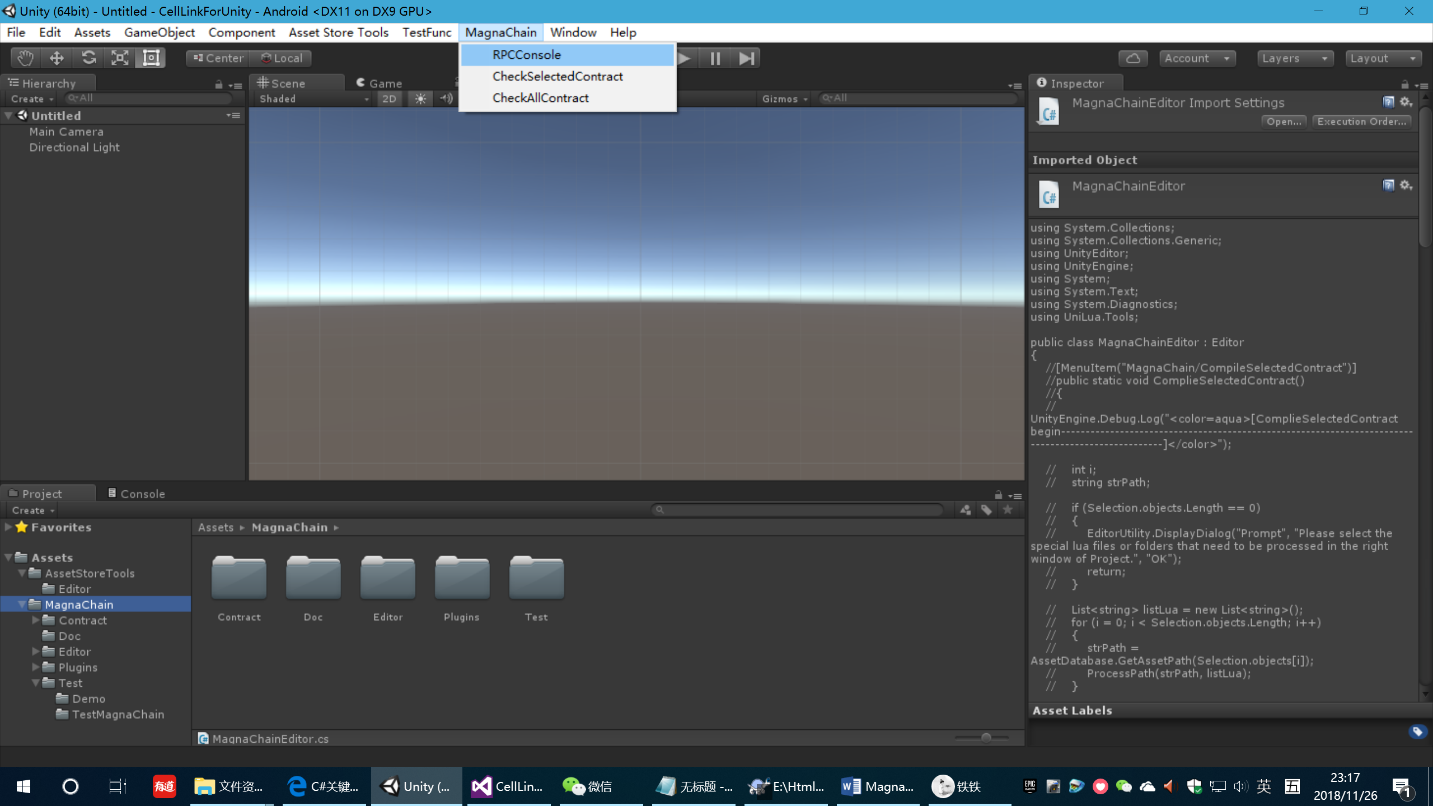 Unity (64bit) - Untitled - CellLinkForUnity - Android <DX11 on DX9 GPU>
File Edit Assets GameObject Component Asset Store Tools TestFunc MagnaChain Window Help
RPCConsole
CheckSelectedContract
CheckAllContract
Center Local
Account Layers Layout
Hierarchy
Create All
Untitled
Main Camera
Directional Light
Scene Game
Shaded 2D Gizmos All
Inspector
MagnaChainEditor Import Settings
Open... Execution Order...
Imported Object
MagnaChainEditor
using System.Collections;
using System.Collections.Generic;
using UnityEditor;
using UnityEngine;
using System;
using System.Text;
using System.Diagnostics;
using UniLua.Tools;
public class MagnaChainEditor : Editor
{
//[MenuItem("MagnaChain/CompileSelectedContract")]
//public static void ComplieSelectedContract()
//{
//
UnityEngine.Debug.Log("<color=aqua>[ComplieSelectedContract
begin--------------------------------------------------------------------------------
--------------------------]</color>");
// int i;
// string strPath;
// if (Selection.objects.Length == 0)
// {
// EditorUtility.DisplayDialog("Prompt", "Please select the
special lua files or folders that need to be processed in the right
window of Project.", "OK");
// return;
// }
// List<string> listLua = new List<string>();
// for (i = 0; i < Selection.objects.Length; i++)
// {
// strPath =
AssetDatabase.GetAssetPath(Selection.objects[i]);
// ProcessPath(strPath, listLua);
// }
Asset Labels
Project Console
Create
Favorites
Assets
AssetStoreTools
Editor
MagnaChain
Contract
Doc
Editor
Plugins
Test
Demo
TestMagnaChain
Assets MagnaChain
Contract Doc Editor Plugins Test
MagnaChainEditor.cs
有道 文件资... C#关键... Unity (... CellLin... 微信 无标题 -... E:\Html... Magna... 铁铁 英
23:17
2018/11/26
1